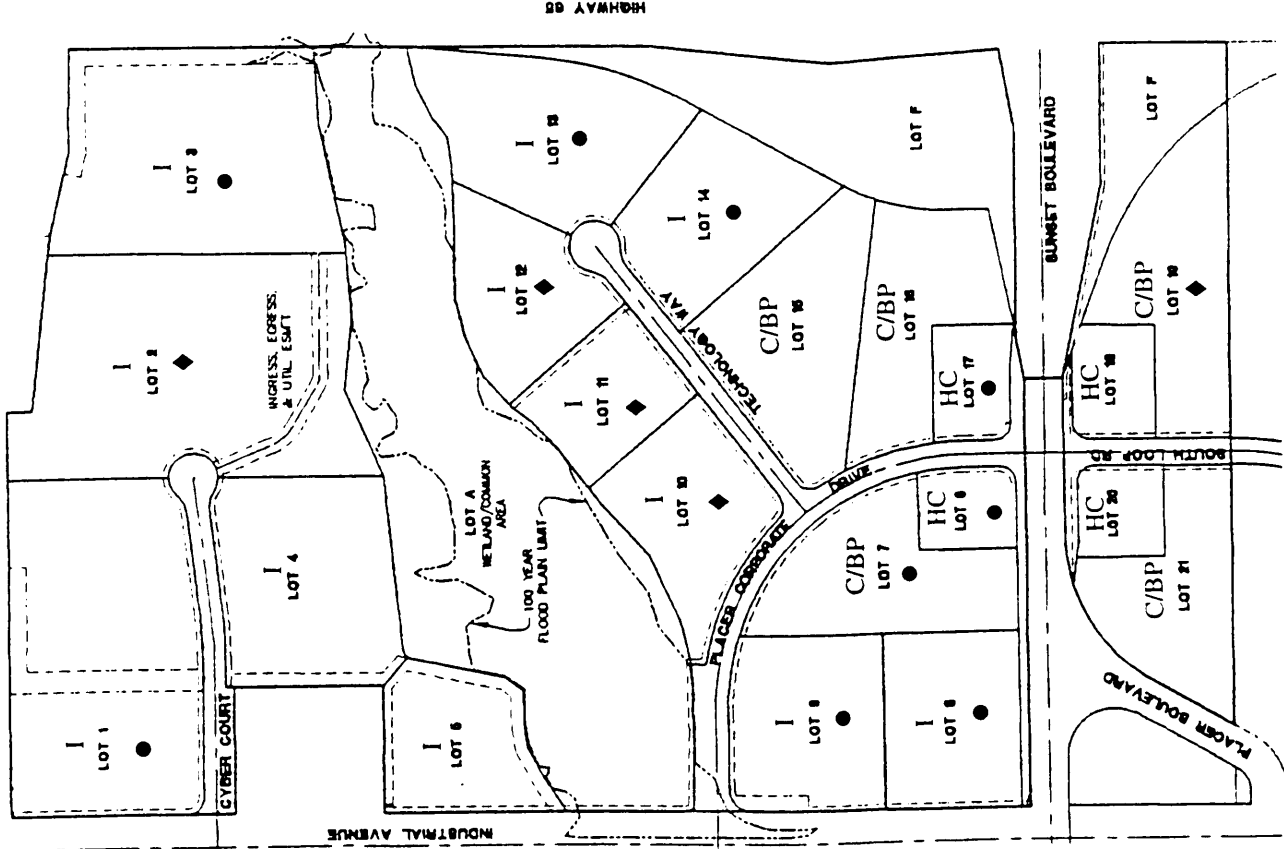 HIGHWAY 65
I
LOT 3
I
LOT 13
LOT F
SUNSET BOULEVARD
LOT F
I
LOT 14
I
LOT 2
INGRESS, EGRESS,
& UTIL. ESM'T
I
LOT 12
TECHNOLOGY WAY
C/BP
LOT 15
C/BP
LOT 16
C/BP
LOT 19
HC
LOT 17
HC
LOT 18
I
LOT 11
I
LOT 10
SOUTH LOOP RD
I
LOT 4
LOT A
WETLAND/COMMON
AREA
100 YEAR
FLOOD PLAIN LIMIT
PLACER CORPORATE
DRIVE
HC
LOT 6
HC
LOT 20
C/BP
LOT 7
C/BP
LOT 21
I
LOT 1
CYBER COURT
I
LOT 5
I
LOT 9
I
LOT 8
PLACER BOULEVARD
INDUSTRIAL AVENUE